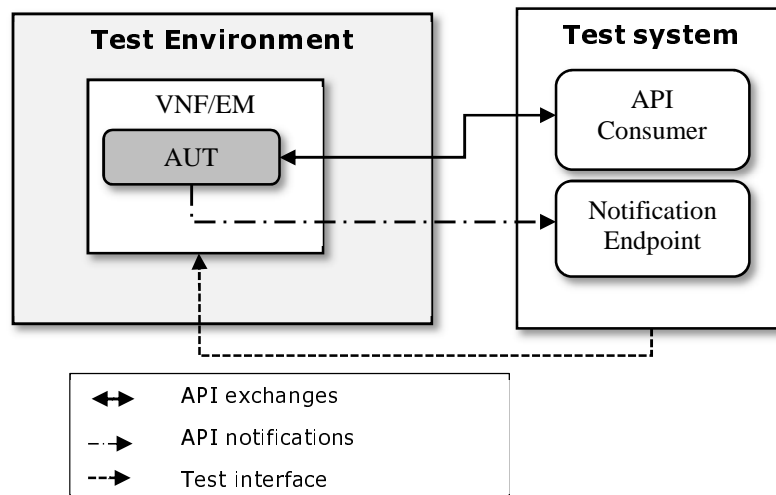 Test Environment
VNF/EM
AUT
Test system
API
Consumer
Notification
Endpoint
API exchanges
API notifications
Test interface